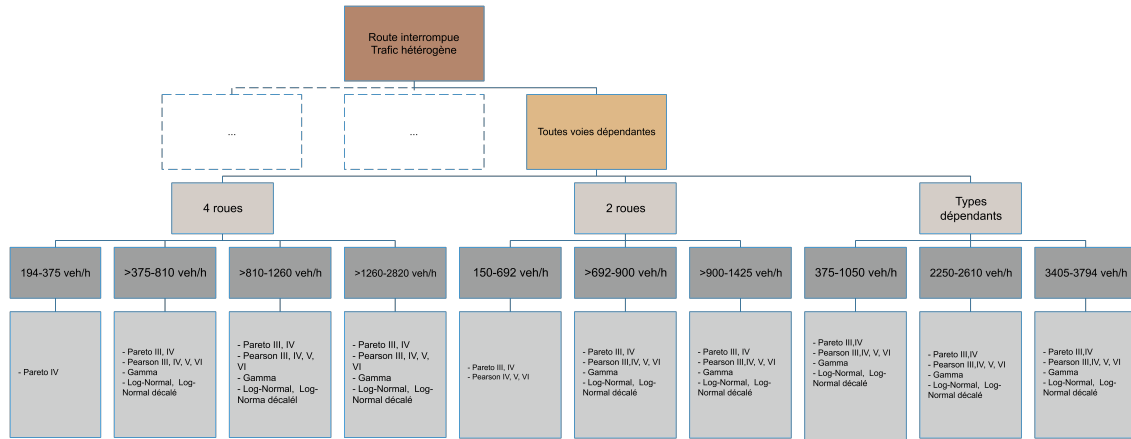 Route interrompue
Trafic hétérogène
...
...
Toutes voies dépendantes
4 roues
2 roues
Types
dépendants
194-375 veh/h
>375-810 veh/h
>810-1260 veh/h
>1260-2820 veh/h
150-692 veh/h
>692-900 veh/h
>900-1425 veh/h
375-1050 veh/h
2250-2610 veh/h
3405-3794 veh/h
- Pareto IV
- Pareto III, IV
- Pearson III, IV, V, VI
- Gamma
- Log-Normal, Log-
Normal décalé
- Pareto III, IV
- Pearson III, IV, V,
VI
- Gamma
- Log-Normal, Log-
Norma décalél
- Pareto III, IV
- Pearson III, IV, V,
VI
- Gamma
- Log-Normal, Log-
Normal décalé
- Pareto III, IV
- Pearson IV, V, VI
- Pareto III, IV
- Pearson III,IV, V, VI
- Gamma
- Log-Normal, Log-
Normal décalé
- Pareto III, IV
- Pearson III,IV, V, VI
- Gamma
- Log-Normal, Log-
Normal décalé
- Pareto III,IV
- Pearson III,IV, V, VI
- Gamma
- Log-Normal, Log-
Normal décalé
- Pareto III,IV
- Pearson III,IV, V, VI
- Gamma
- Log-Normal, Log-
Normal décalé
- Pareto III,IV
- Pearson III,IV, V, VI
- Gamma
- Log-Normal, Log-
Normal décalé